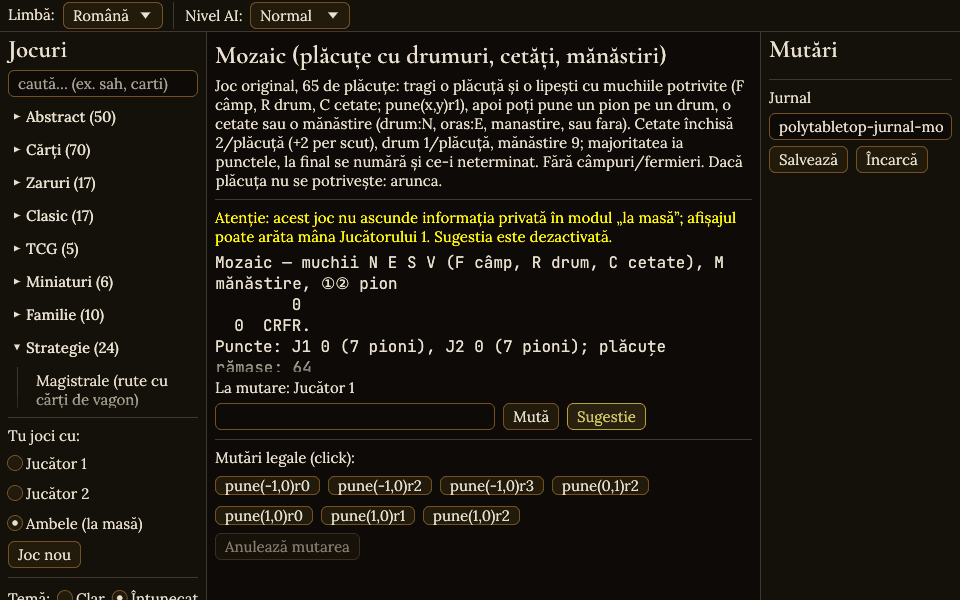 Limbă:
Română
Nivel AI:
Normal
Jocuri
caută... (ex. sah, carti)
Abstract (50)
Cărți (70)
Zaruri (17)
Clasic (17)
TCG (5)
Miniaturi (6)
Familie (10)
Strategie (24)
Magistrale (rute cu
cărți de vagon)
Tu joci cu:
Jucător 1
Jucător 2
Ambele (la masă)
Joc nou
Temă: Clar Întunecat
Mozaic (plăcuțe cu drumuri, cetăți, mănăstiri)
Joc original, 65 de plăcuțe: tragi o plăcuță și o lipești cu muchiile potrivite (F
câmp, R drum, C cetate; pune(x,y)r1), apoi poți pune un pion pe un drum, o
cetate sau o mănăstire (drum:N, oras:E, manastire, sau fara). Cetate închisă
2/plăcuță (+2 per scut), drum 1/plăcuță, mănăstire 9; majoritatea ia
punctele, la final se numără și ce-i neterminat. Fără câmpuri/fermieri. Dacă
plăcuța nu se potrivește: arunca.
Atenție: acest joc nu ascunde informația privată în modul „la masă”; afișajul
poate arăta mâna Jucătorului 1. Sugestia este dezactivată.
Mozaic — muchii N E S V (F câmp, R drum, C cetate), M
mănăstire, ①② pion
0
0 CRFR.
Puncte: J1 0 (7 pioni), J2 0 (7 pioni); plăcuțe
rămase: 64
La mutare: Jucător 1
Mută
Sugestie
Mutări legale (click):
pune(-1,0)r0 pune(-1,0)r2 pune(-1,0)r3 pune(0,1)r2
pune(1,0)r0 pune(1,0)r1 pune(1,0)r2
Anulează mutarea
Mutări
Jurnal
polytabletop-jurnal-mo
Salvează
Încarcă